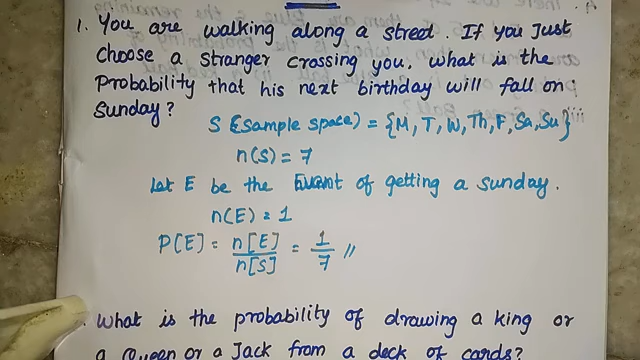 1. You are walking along a street. If you Just
choose a stranger crossing you, what is the
Probability that his next birthday will fall on
Sunday?
S (Sample space) = {M, T, W, Th, F, Sa, Su}
n(S) = 7
Let E be the Event of getting a sunday.
n(E) = 1
P[E] = n[E]/n[S] = 1/7 //
What is the probability of drawing a king or
a Queen or a Jack from a deck of cards?